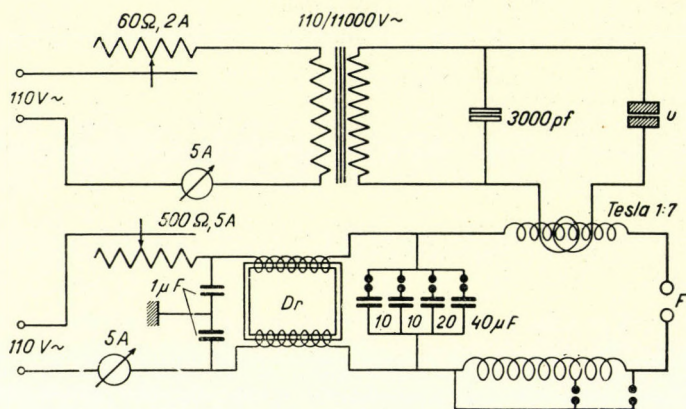 60Ω, 2A
110/11000V~
110V~
3000pf
U
5A
Tesla 1:7
500Ω, 5A
1µF
Dr
10 10 20 40µF
F
110V~
5A